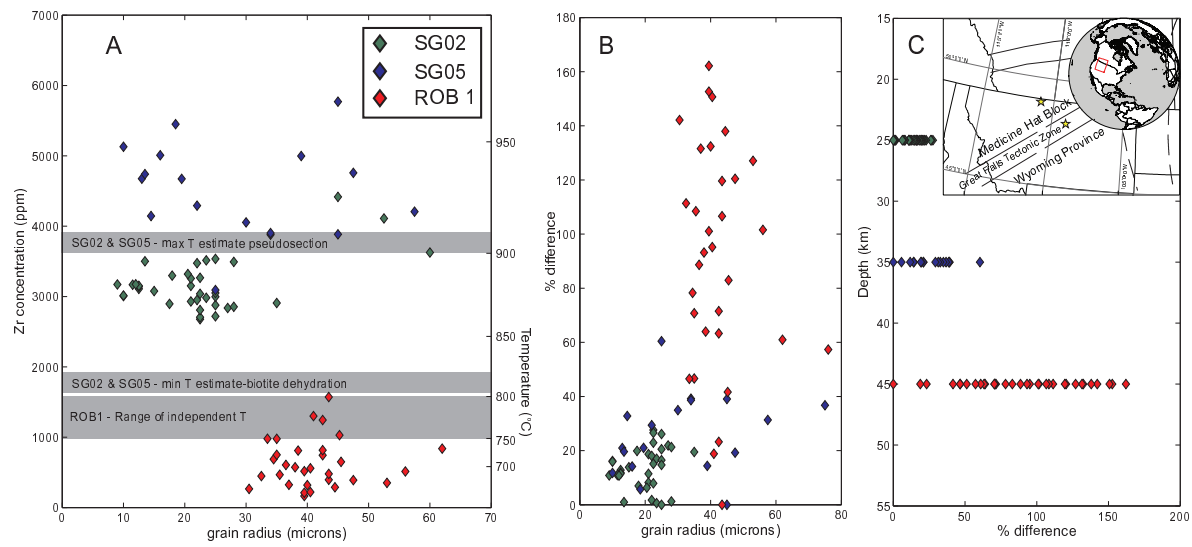 A
SG02
SG05
ROB 1
7000
6000
5000
4000
3000
2000
1000
0
Zr concentration (ppm)
SG02 & SG05 - max T estimate pseudosection
SG02 & SG05 - min T estimate-biotite dehydration
ROB1 - Range of independent T
950
900
850
800
750
700
Temperature (°C)
0 10 20 30 40 50 60 70
grain radius (microns)
B
180
160
140
120
100
80
60
40
20
0
% difference
0 20 40 60 80
grain radius (microns)
C
15
20
30
35
40
45
50
55
Depth (km)
Medicine Hat Block
Great Falls Tectonic Zone
Wyoming Province
0 50 100 150 200
% difference